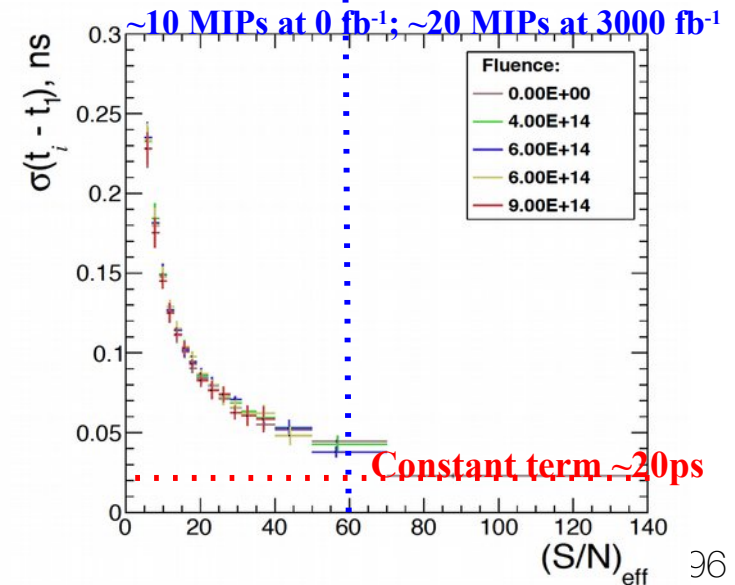 ~10 MIPs at 0 fb-1; ~20 MIPs at 3000 fb-1
σ(ti - t1), ns
0.3
0.25
0.2
0.15
0.1
0.05
0
Fluence:
0.00E+00
4.00E+14
6.00E+14
6.00E+14
9.00E+14
Constant term ~20ps
0 20 40 60 80 100 120 140
(S/N)eff
96